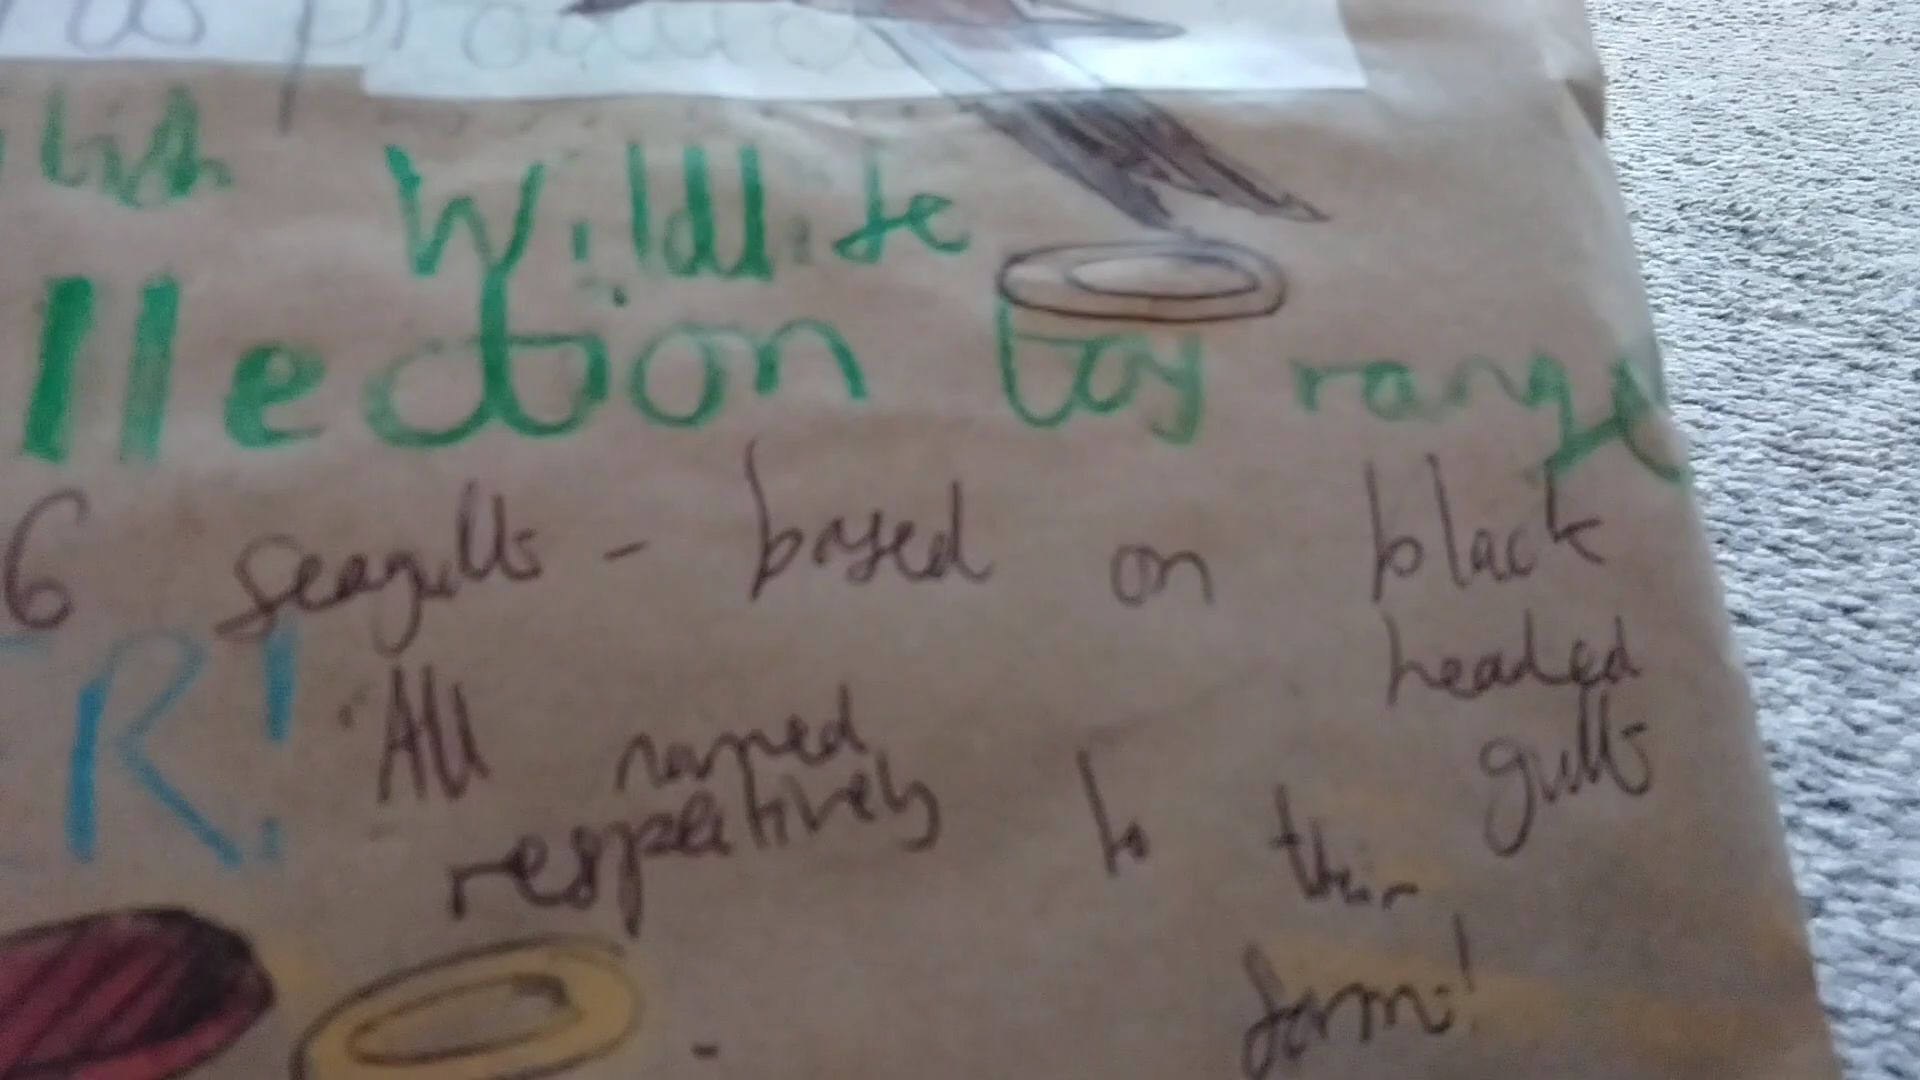 Wildlife
llection toy range
6 seagulls - based on black
headed
gulls
All named
respectively to their
form!
R!